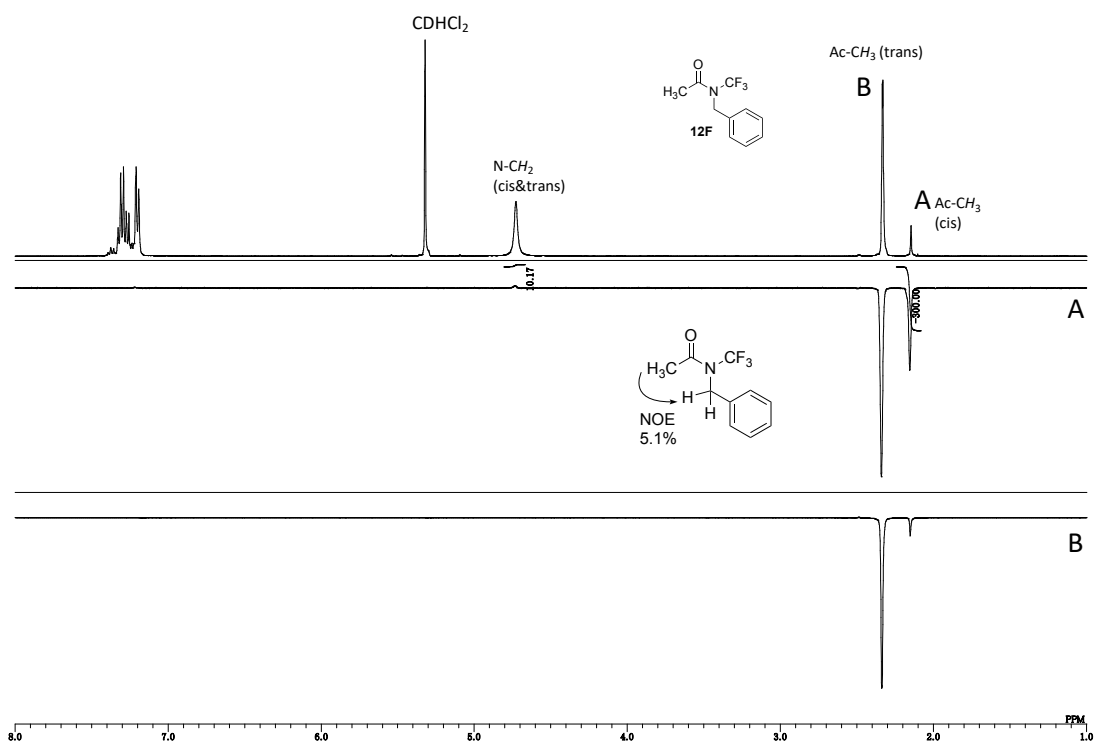 CDHCl2
O
H3C
N
CF3
12F
Ac-CH3 (trans)
B
N-CH2
(cis&trans)
A
Ac-CH3
(cis)
10.17
-300.00
A
O
H3C
N
CF3
H
H
NOE
5.1%
B
PPM
8.0 7.0 6.0 5.0 4.0 3.0 2.0 1.0